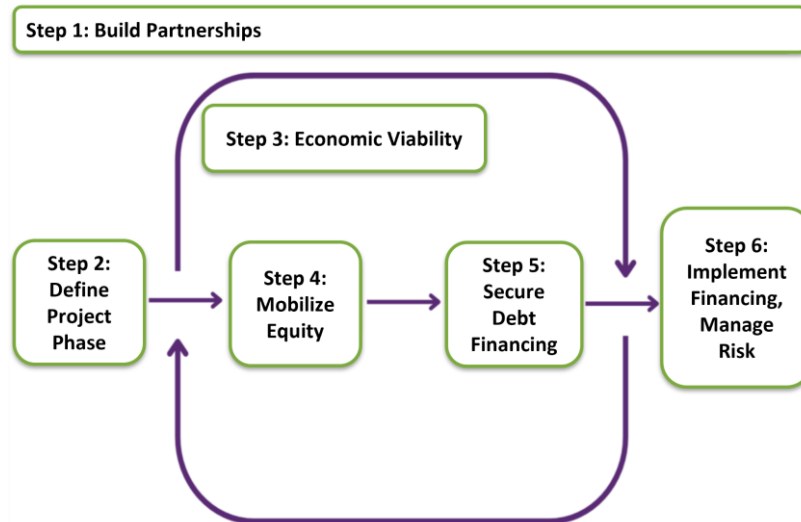 Step 1: Build Partnerships
Step 3: Economic Viability
Step 2:
Define
Project
Phase
Step 4:
Mobilize
Equity
Step 5:
Secure
Debt
Financing
Step 6:
Implement
Financing,
Manage
Risk